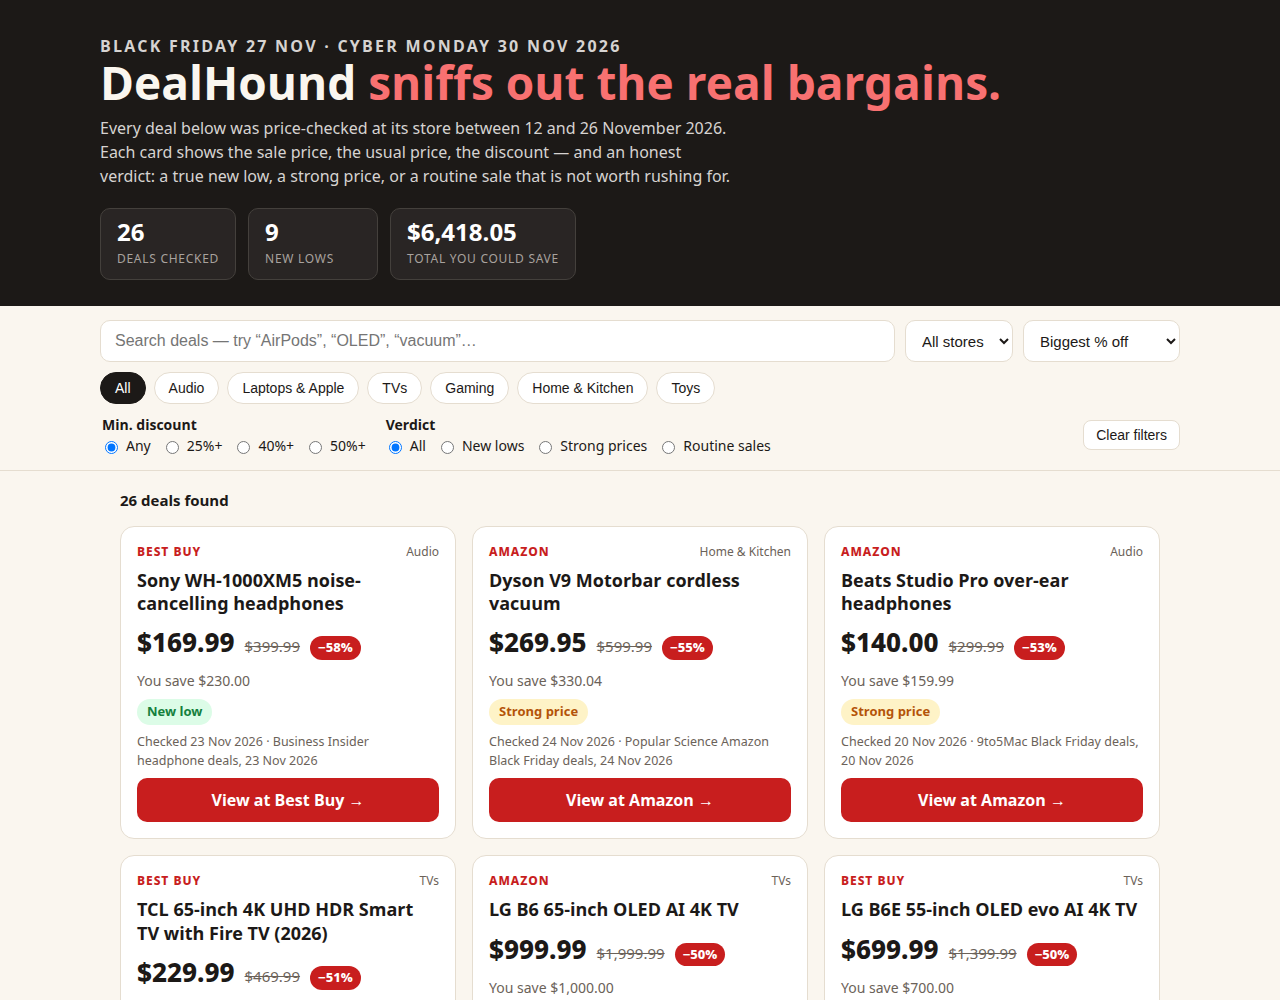 BLACK FRIDAY 27 NOV · CYBER MONDAY 30 NOV 2026
DealHound sniffs out the real bargains.
Every deal below was price-checked at its store between 12 and 26 November 2026.
Each card shows the sale price, the usual price, the discount — and an honest
verdict: a true new low, a strong price, or a routine sale that is not worth rushing for.
26
DEALS CHECKED
9
NEW LOWS
$6,418.05
TOTAL YOU COULD SAVE
Search deals — try “AirPods”, “OLED”, “vacuum”…
All stores
Biggest % off
All
Audio
Laptops & Apple
TVs
Gaming
Home & Kitchen
Toys
Min. discount
Any
25%+
40%+
50%+
Verdict
All
New lows
Strong prices
Routine sales
Clear filters
26 deals found
BEST BUY
Audio
Sony WH-1000XM5 noise-
cancelling headphones
$169.99 $399.99 −58%
You save $230.00
New low
Checked 23 Nov 2026 · Business Insider
headphone deals, 23 Nov 2026
View at Best Buy →
AMAZON
Home & Kitchen
Dyson V9 Motorbar cordless
vacuum
$269.95 $599.99 −55%
You save $330.04
Strong price
Checked 24 Nov 2026 · Popular Science Amazon
Black Friday deals, 24 Nov 2026
View at Amazon →
AMAZON
Audio
Beats Studio Pro over-ear
headphones
$140.00 $299.99 −53%
You save $159.99
Strong price
Checked 20 Nov 2026 · 9to5Mac Black Friday deals,
20 Nov 2026
View at Amazon →
BEST BUY
TVs
TCL 65-inch 4K UHD HDR Smart
TV with Fire TV (2026)
$229.99 $469.99 −51%
AMAZON
TVs
LG B6 65-inch OLED AI 4K TV
$999.99 $1,999.99 −50%
You save $1,000.00
BEST BUY
TVs
LG B6E 55-inch OLED evo AI 4K TV
$699.99 $1,399.99 −50%
You save $700.00